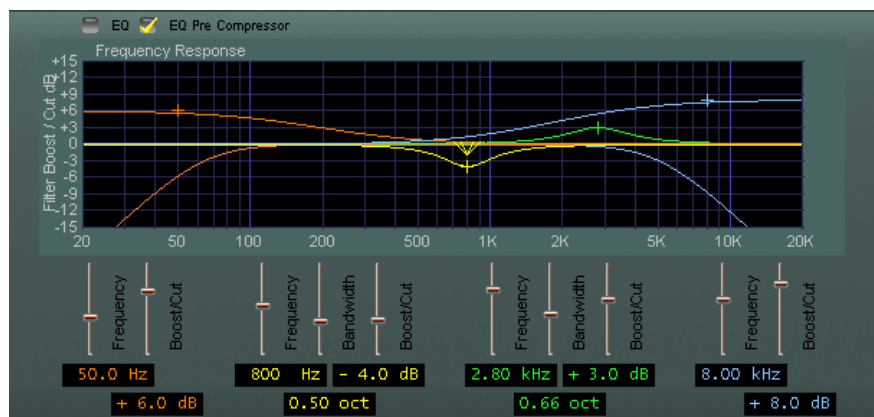 EQ EQ Pre Compressor
Frequency Response
Filter Boost / Cut dB
+15
+12
+9
+6
+3
0
-3
-6
-9
-12
-15
20 50 100 200 500 1K 2K 5K 10K 20K
Frequency Boost/Cut Frequency Bandwidth Boost/Cut Frequency Bandwidth Boost/Cut Frequency Boost/Cut
50.0 Hz 800 Hz - 4.0 dB 2.80 kHz + 3.0 dB 8.00 kHz
+ 6.0 dB 0.50 oct 0.66 oct + 8.0 dB